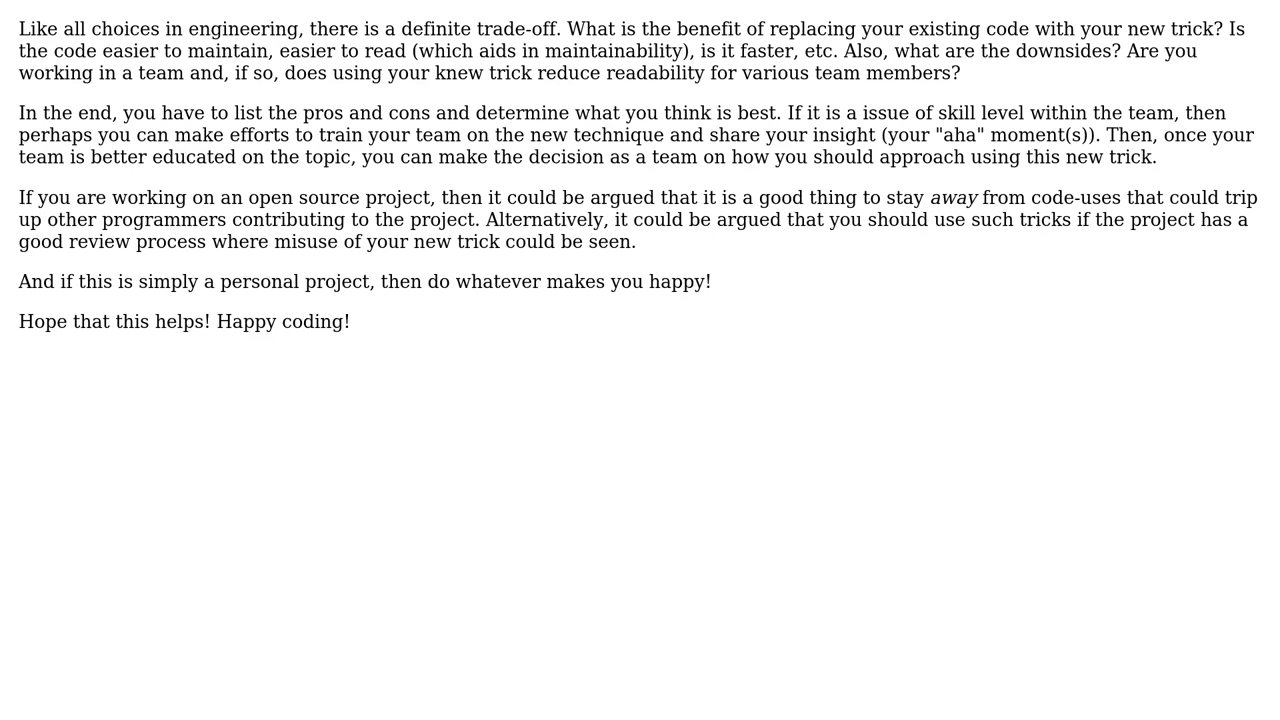 Like all choices in engineering, there is a definite trade-off. What is the benefit of replacing your existing code with your new trick? Is
the code easier to maintain, easier to read (which aids in maintainability), is it faster, etc. Also, what are the downsides? Are you
working in a team and, if so, does using your knew trick reduce readability for various team members?
In the end, you have to list the pros and cons and determine what you think is best. If it is a issue of skill level within the team, then
perhaps you can make efforts to train your team on the new technique and share your insight (your "aha" moment(s)). Then, once your
team is better educated on the topic, you can make the decision as a team on how you should approach using this new trick.
If you are working on an open source project, then it could be argued that it is a good thing to stay away from code-uses that could trip
up other programmers contributing to the project. Alternatively, it could be argued that you should use such tricks if the project has a
good review process where misuse of your new trick could be seen.
And if this is simply a personal project, then do whatever makes you happy!
Hope that this helps! Happy coding!